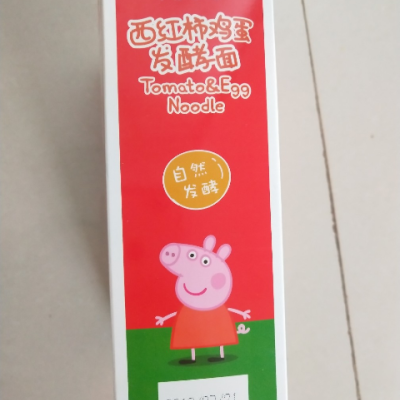 西红柿鸡蛋
发酵面
Tomato&Egg
Noodle
自然
发酵